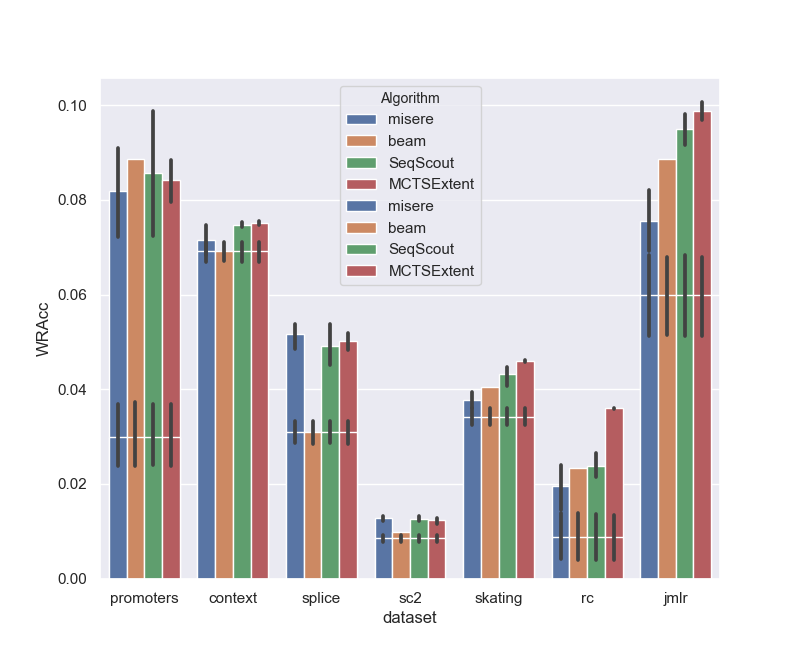 Algorithm
misere
beam
SeqScout
MCTSExtent
misere
beam
SeqScout
MCTSExtent
0.10
0.08
0.06
0.04
0.02
0.00
WRAcc
promoters context splice sc2 skating rc jmlr
dataset